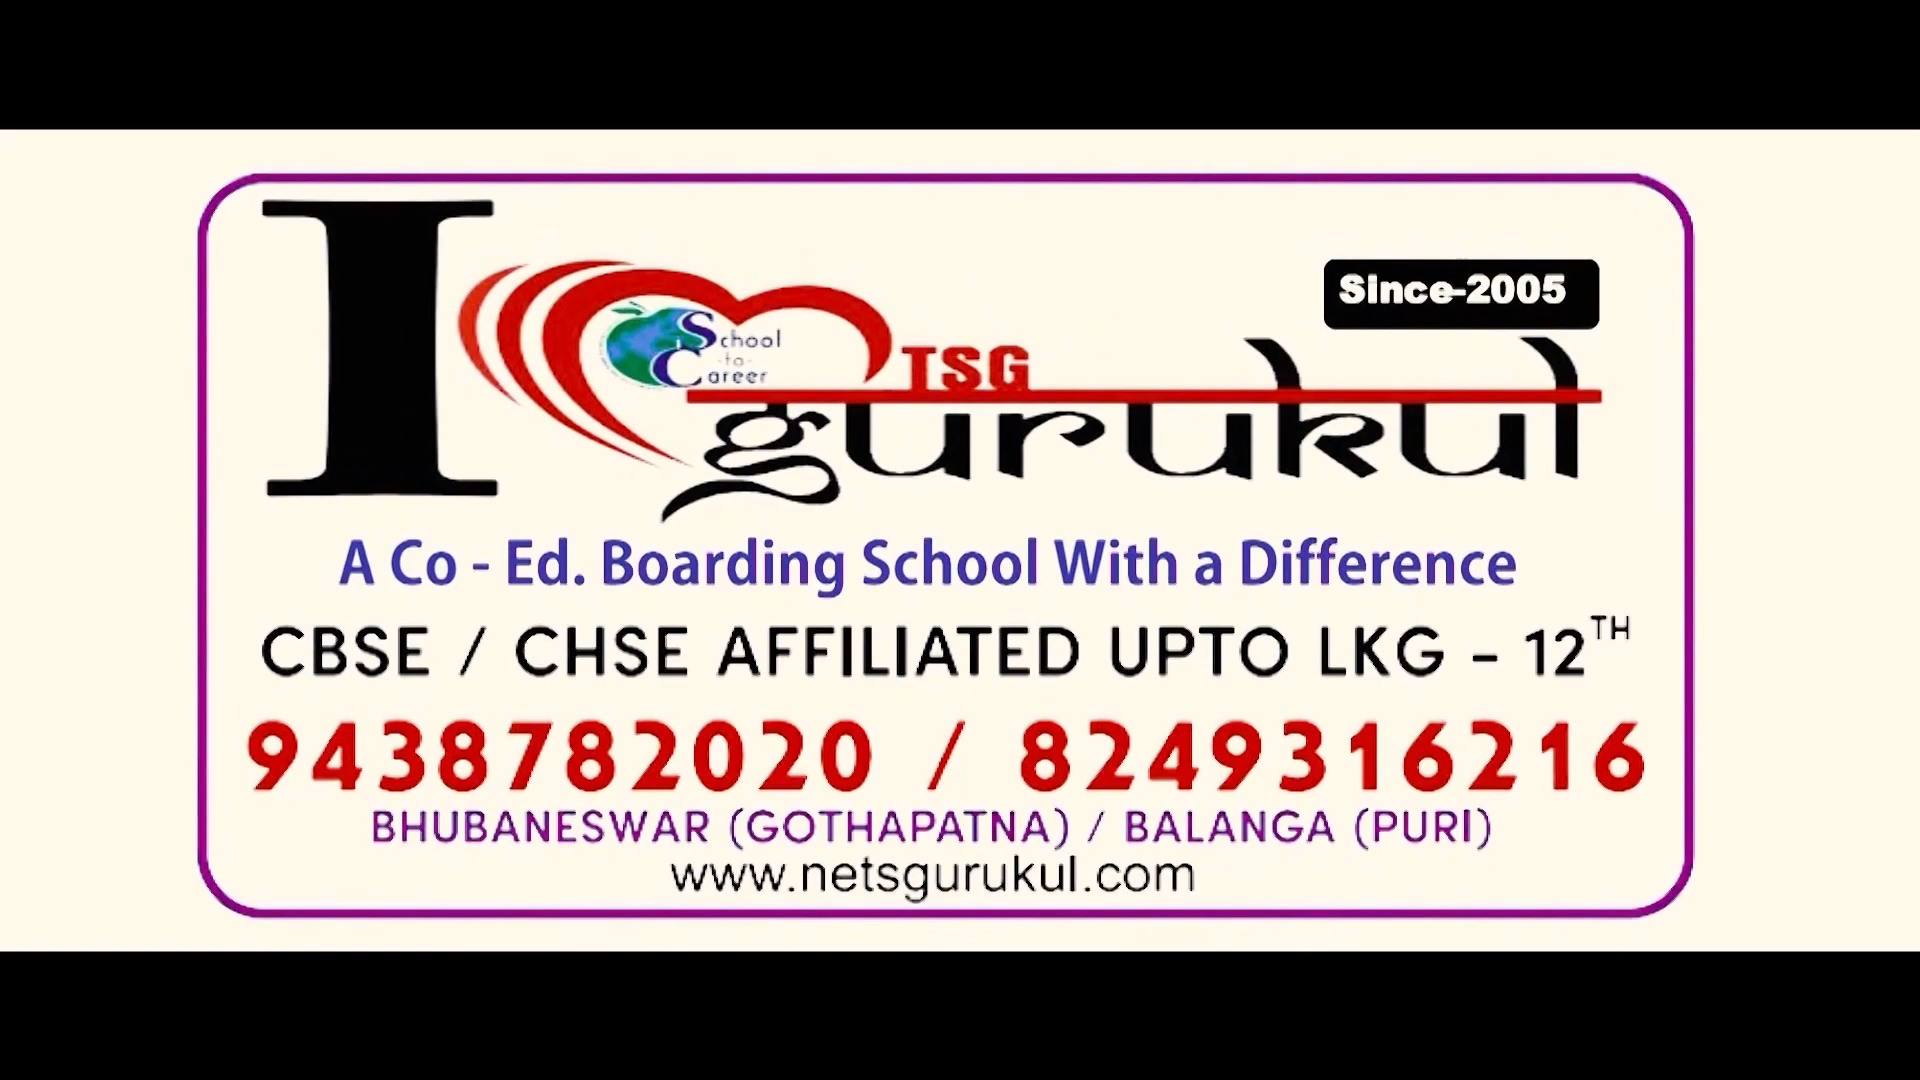 Since-2005
I
School
-to-
Career
TSG
gurukul
A Co - Ed. Boarding School With a Difference
CBSE / CHSE AFFILIATED UPTO LKG - 12TH
9438782020 / 8249316216
BHUBANESWAR (GOTHAPATNA) / BALANGA (PURI)
www.netsgurukul.com